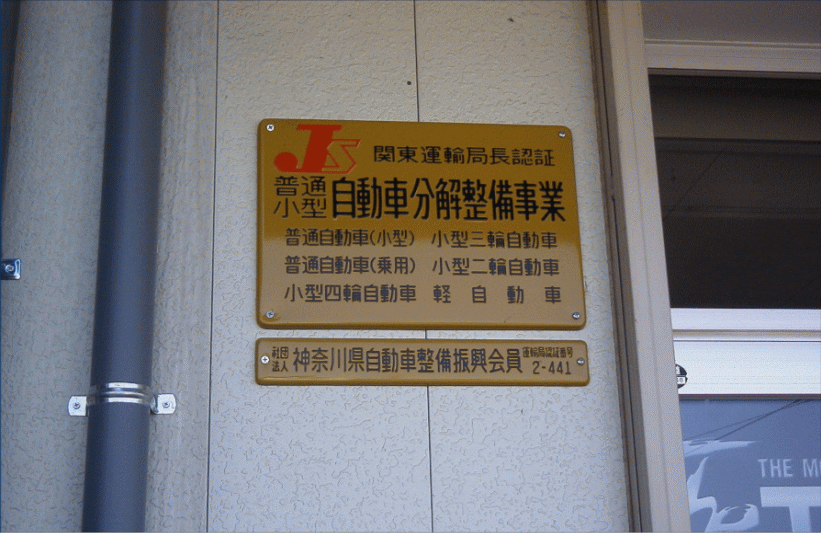 JS 関東運輸局長認証
普通
小型 自動車分解整備事業
普通自動車(小型) 小型三輪自動車
普通自動車(乗用) 小型二輪自動車
小型四輪自動車 軽自動車
社団
法人 神奈川県自動車整備振興会員 運輸局認証番号
2-441
THE MO
T